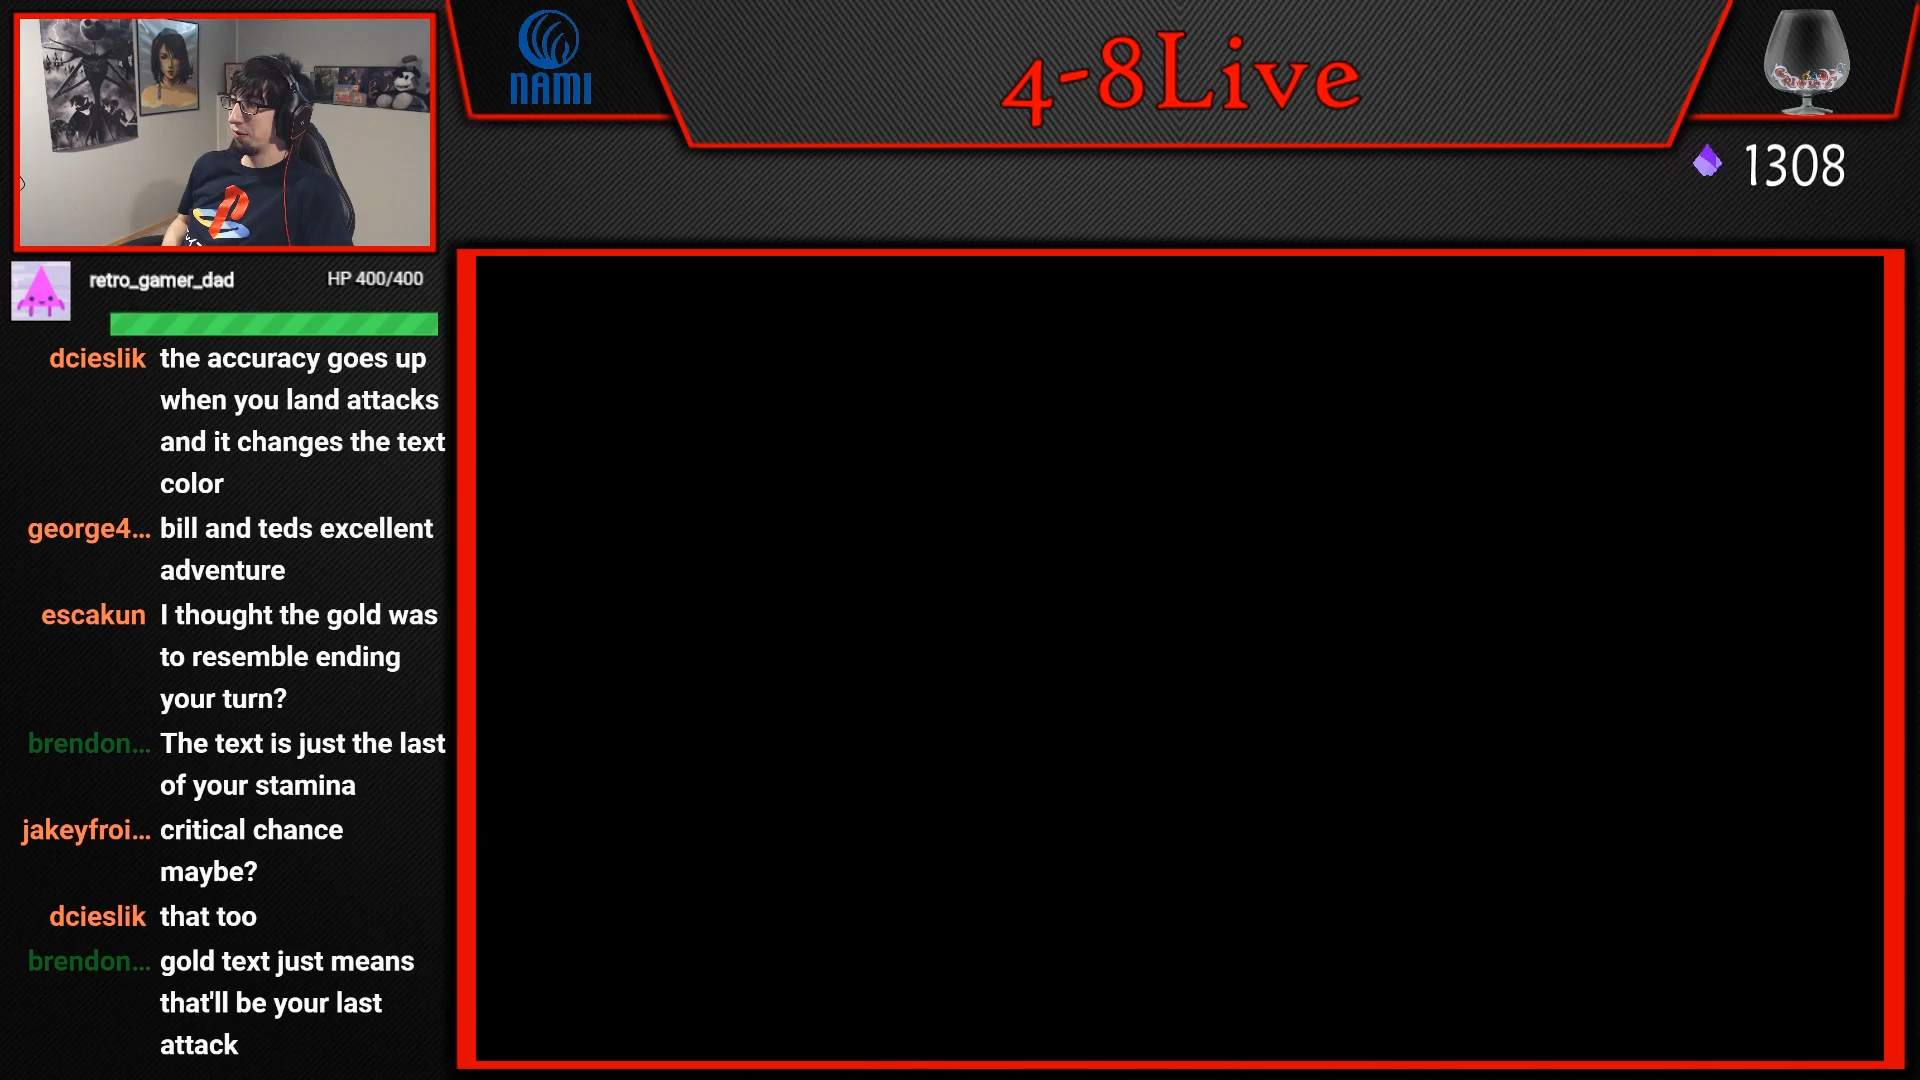 NAMI
4-8Live
1308
retro_gamer_dad
HP 400/400
dcieslik the accuracy goes up
when you land attacks
and it changes the text
color
george4… bill and teds excellent
adventure
escakun I thought the gold was
to resemble ending
your turn?
brendon… The text is just the last
of your stamina
jakeyfroi… critical chance
maybe?
dcieslik that too
brendon… gold text just means
that'll be your last
attack